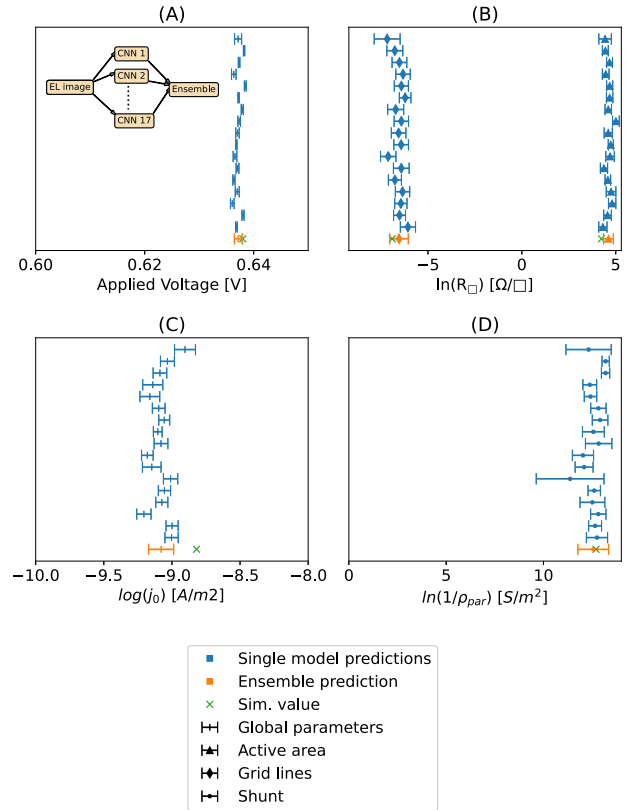 (A)
(B)
CNN 1
CNN 2
EL image
Ensemble
CNN 17
0.60
0.62
0.64
Applied Voltage [V]
−5
0
5
ln(R□) [Ω/□]
(C)
(D)
−10.0
−9.5
−9.0
−8.5
−8.0
log(j0) [A/m2]
0
5
10
ln(1/ρpar) [S/m²]
Single model predictions
Ensemble prediction
Sim. value
Global parameters
Active area
Grid lines
Shunt